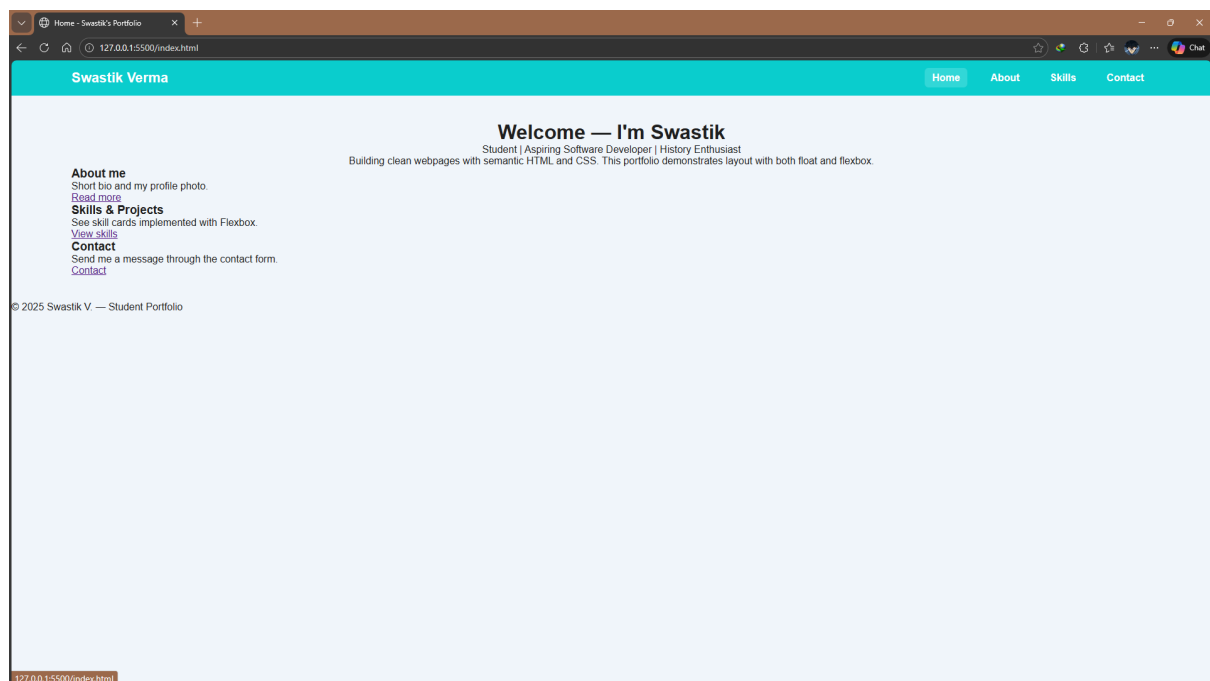 Home - Swastik's Portfolio
127.0.0.1:5500/index.html
Chat
Swastik Verma
Home About Skills Contact
Welcome — I'm Swastik
Student | Aspiring Software Developer | History Enthusiast
Building clean webpages with semantic HTML and CSS. This portfolio demonstrates layout with both float and flexbox.
About me
Short bio and my profile photo.
Read more
Skills & Projects
See skill cards implemented with Flexbox.
View skills
Contact
Send me a message through the contact form.
Contact
© 2025 Swastik V. — Student Portfolio
127.0.0.1:5500/index.html